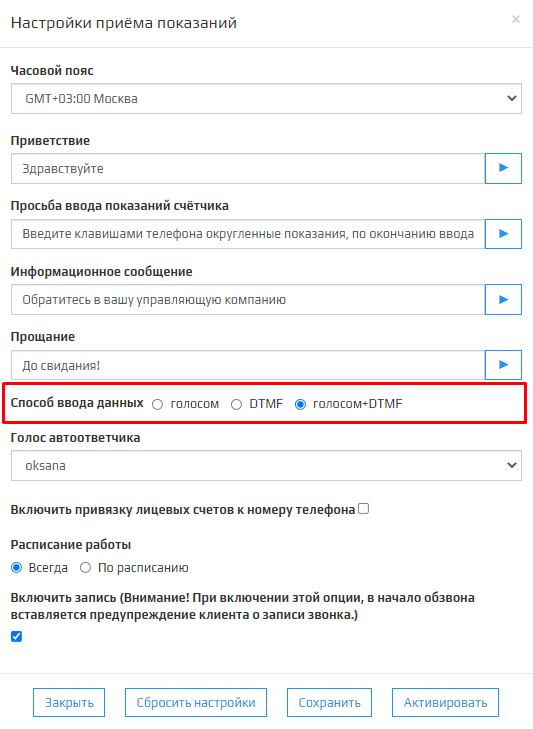 Настройки приёма показаний
×
Часовой пояс
GMT+03:00 Москва
Приветствие
Здравствуйте
Просьба ввода показаний счётчика
Введите клавишами телефона округленные показания, по окончанию ввода
Информационное сообщение
Обратитесь в вашу управляющую компанию
Прощание
До свидания!
Способ ввода данных голосом DTMF голосом+DTMF
Голос автоответчика
oksana
Включить привязку лицевых счетов к номеру телефона
Расписание работы
Всегда По расписанию
Включить запись (Внимание! При включении этой опции, в начало обзвона
вставляется предупреждение клиента о записи звонка.)
Закрыть Сбросить настройки Сохранить Активировать